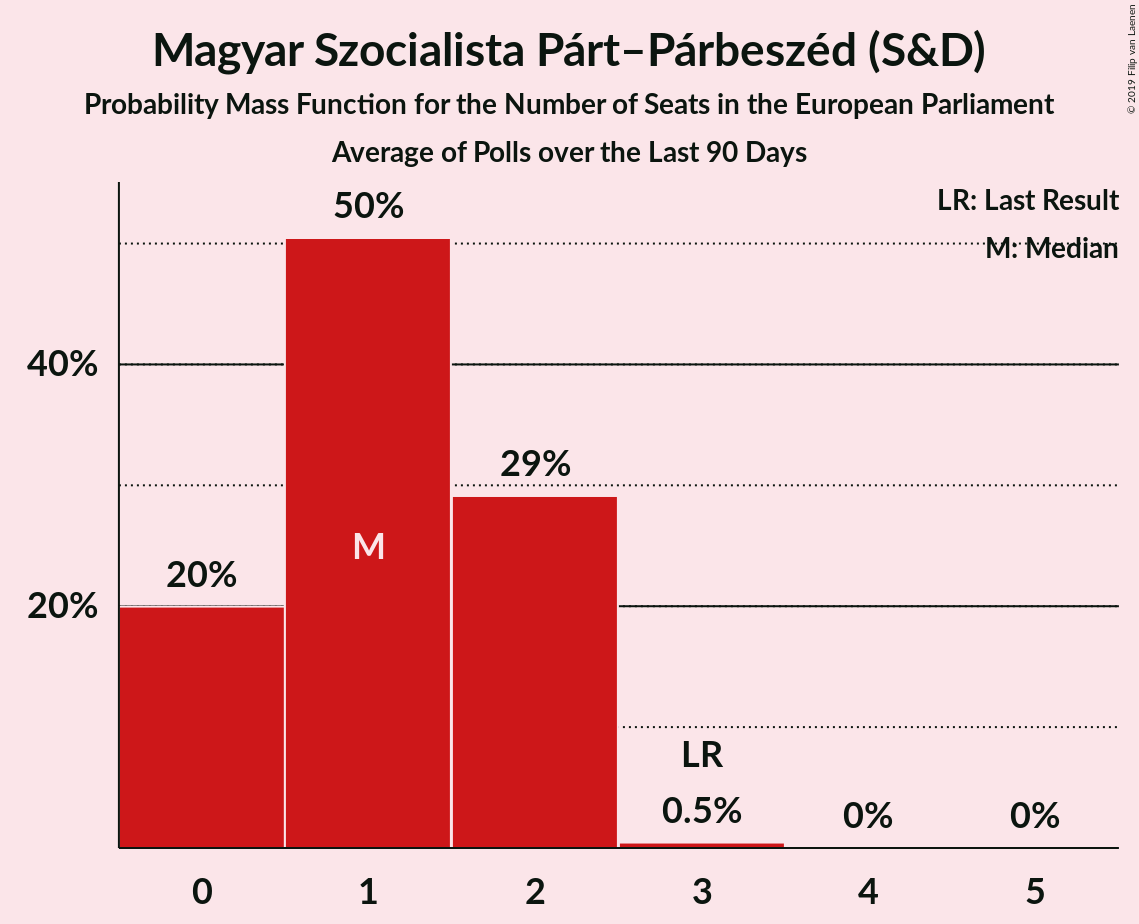 Magyar Szocialista Párt–Párbeszéd (S&D)
Probability Mass Function for the Number of Seats in the European Parliament
Average of Polls over the Last 90 Days
© 2019 Filip van Laenen
LR: Last Result
M: Median
50%
40%
29%
M
20%
20%
LR
0.5%
0%
0%
0 1 2 3 4 5